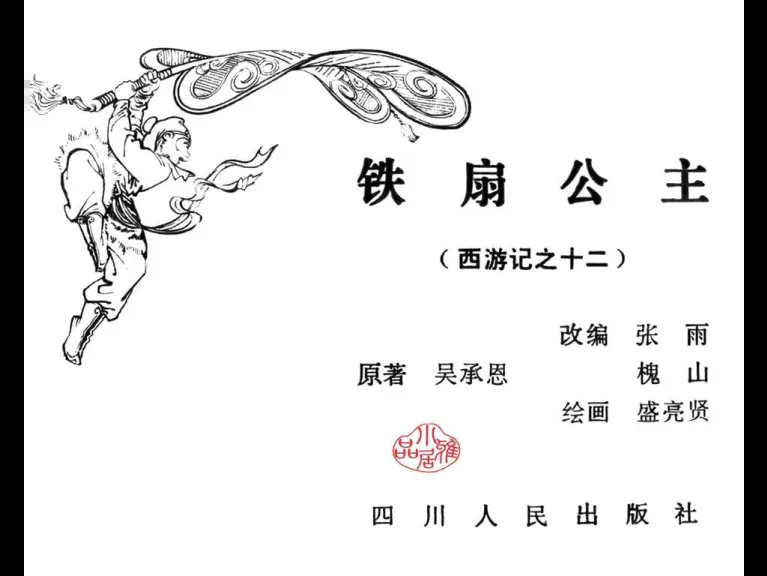 铁扇公主
（西游记之十二）
改编 张雨
原著 吴承恩 槐山
绘画 盛亮贤
小雅居品
四川人民出版社